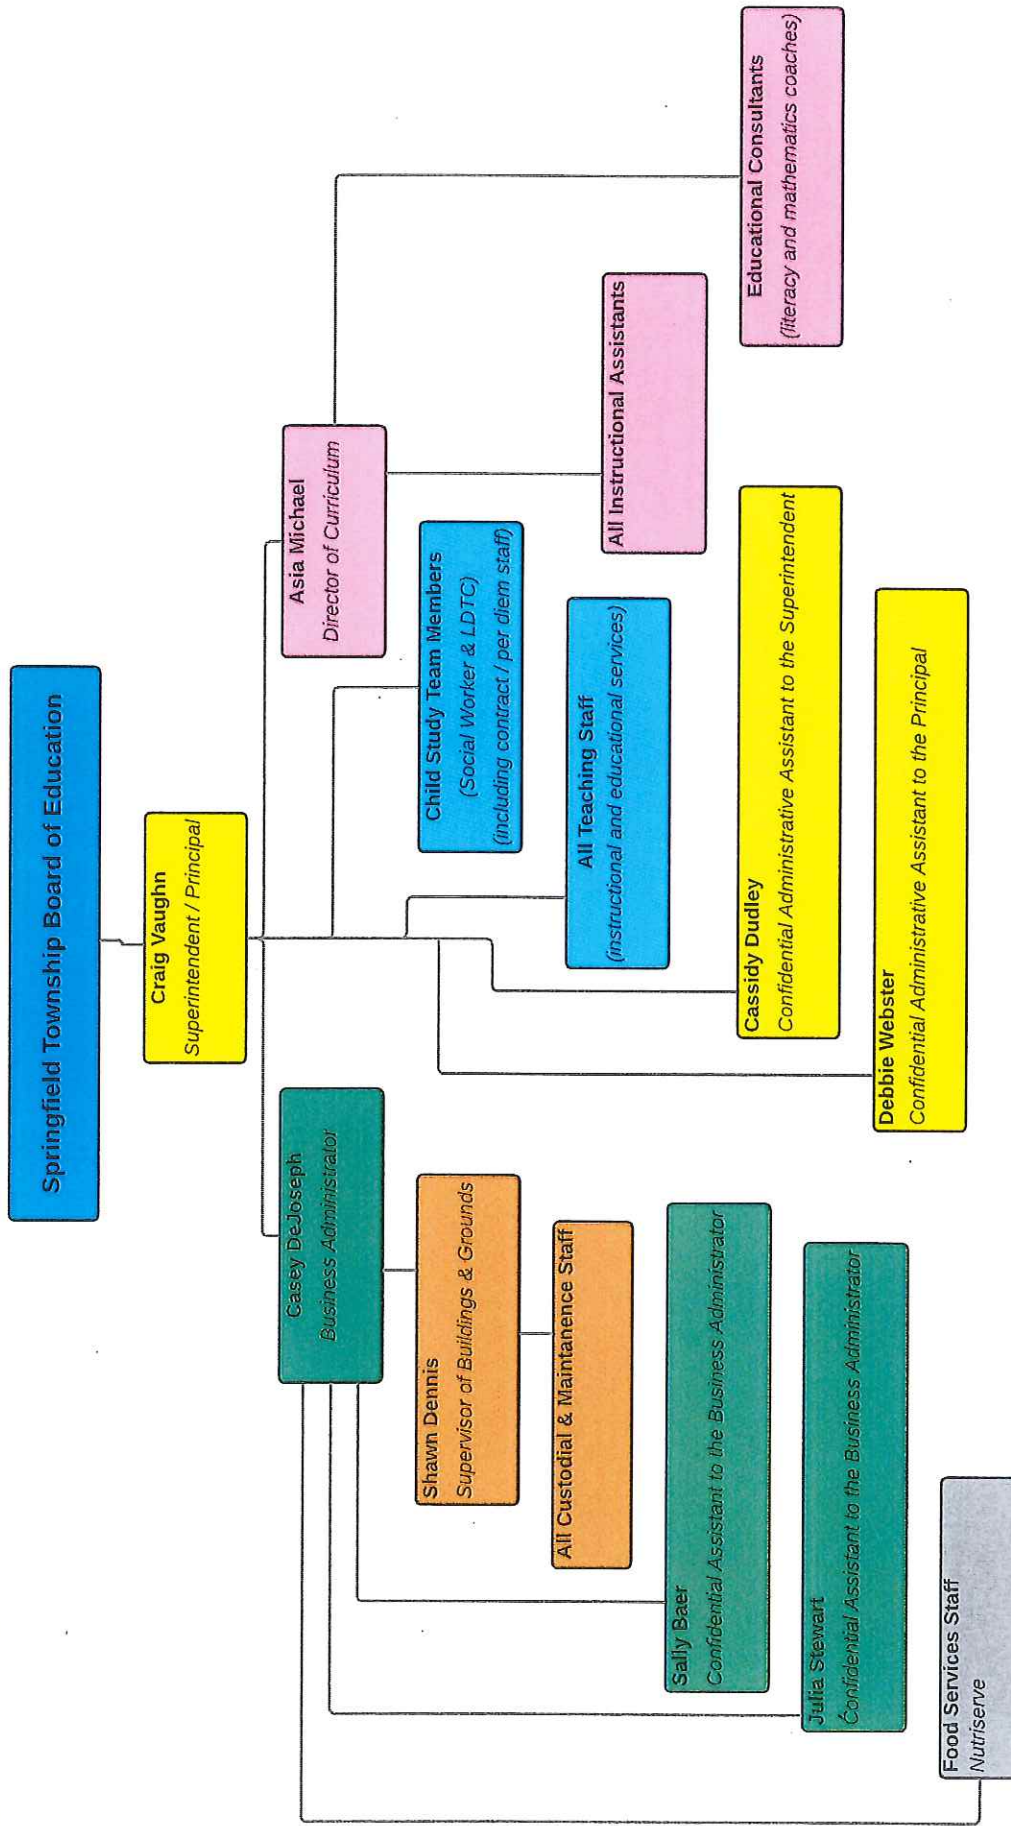 Springfield Township Board of Education
Craig Vaughn
Superintendent / Principal
Casey DeJoseph
Business Administrator
Asia Michael
Director of Curriculum
Shawn Dennis
Supervisor of Buildings & Grounds
Child Study Team Members
(Social Worker & LDTC)
(including contract / per diem staff)
All Custodial & Maintanence Staff
All Teaching Staff
(instructional and educational services)
All Instructional Assistants
Sally Baer
Confidential Assistant to the Business Administrator
Cassidy Dudley
Confidential Administrative Assistant to the Superintendent
Educational Consultants
(literacy and mathematics coaches)
Julia Stewart
Confidential Assistant to the Business Administrator
Debbie Webster
Confidential Administrative Assistant to the Principal
Food Services Staff
Nutriserve